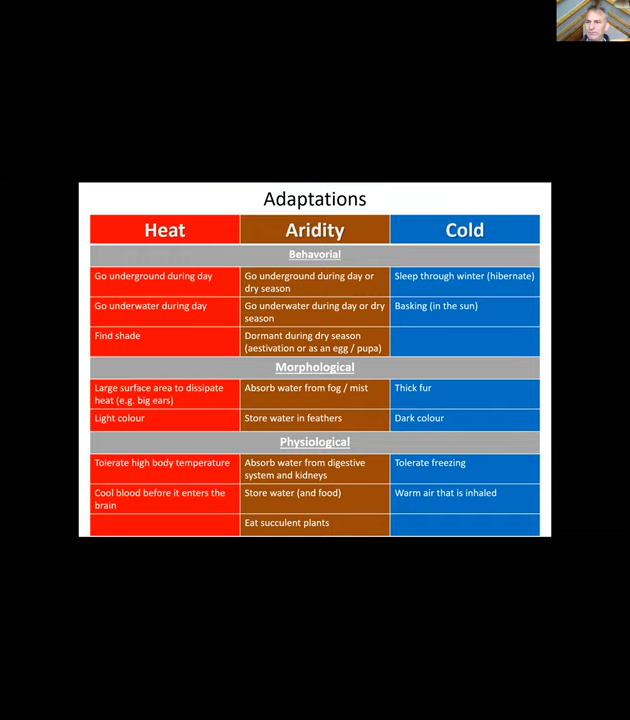 Adaptations
Heat Aridity Cold
Behavorial
Go underground during day Go underground during day or Sleep through winter (hibernate)
dry season
Go underwater during day Go underwater during day or dry Basking (in the sun)
season
Find shade Dormant during dry season
(aestivation or as an egg / pupa)
Morphological
Large surface area to dissipate Absorb water from fog / mist Thick fur
heat (e.g. big ears)
Light colour Store water in feathers Dark colour
Physiological
Tolerate high body temperature Absorb water from digestive Tolerate freezing
system and kidneys
Cool blood before it enters the Store water (and food) Warm air that is inhaled
brain
Eat succulent plants